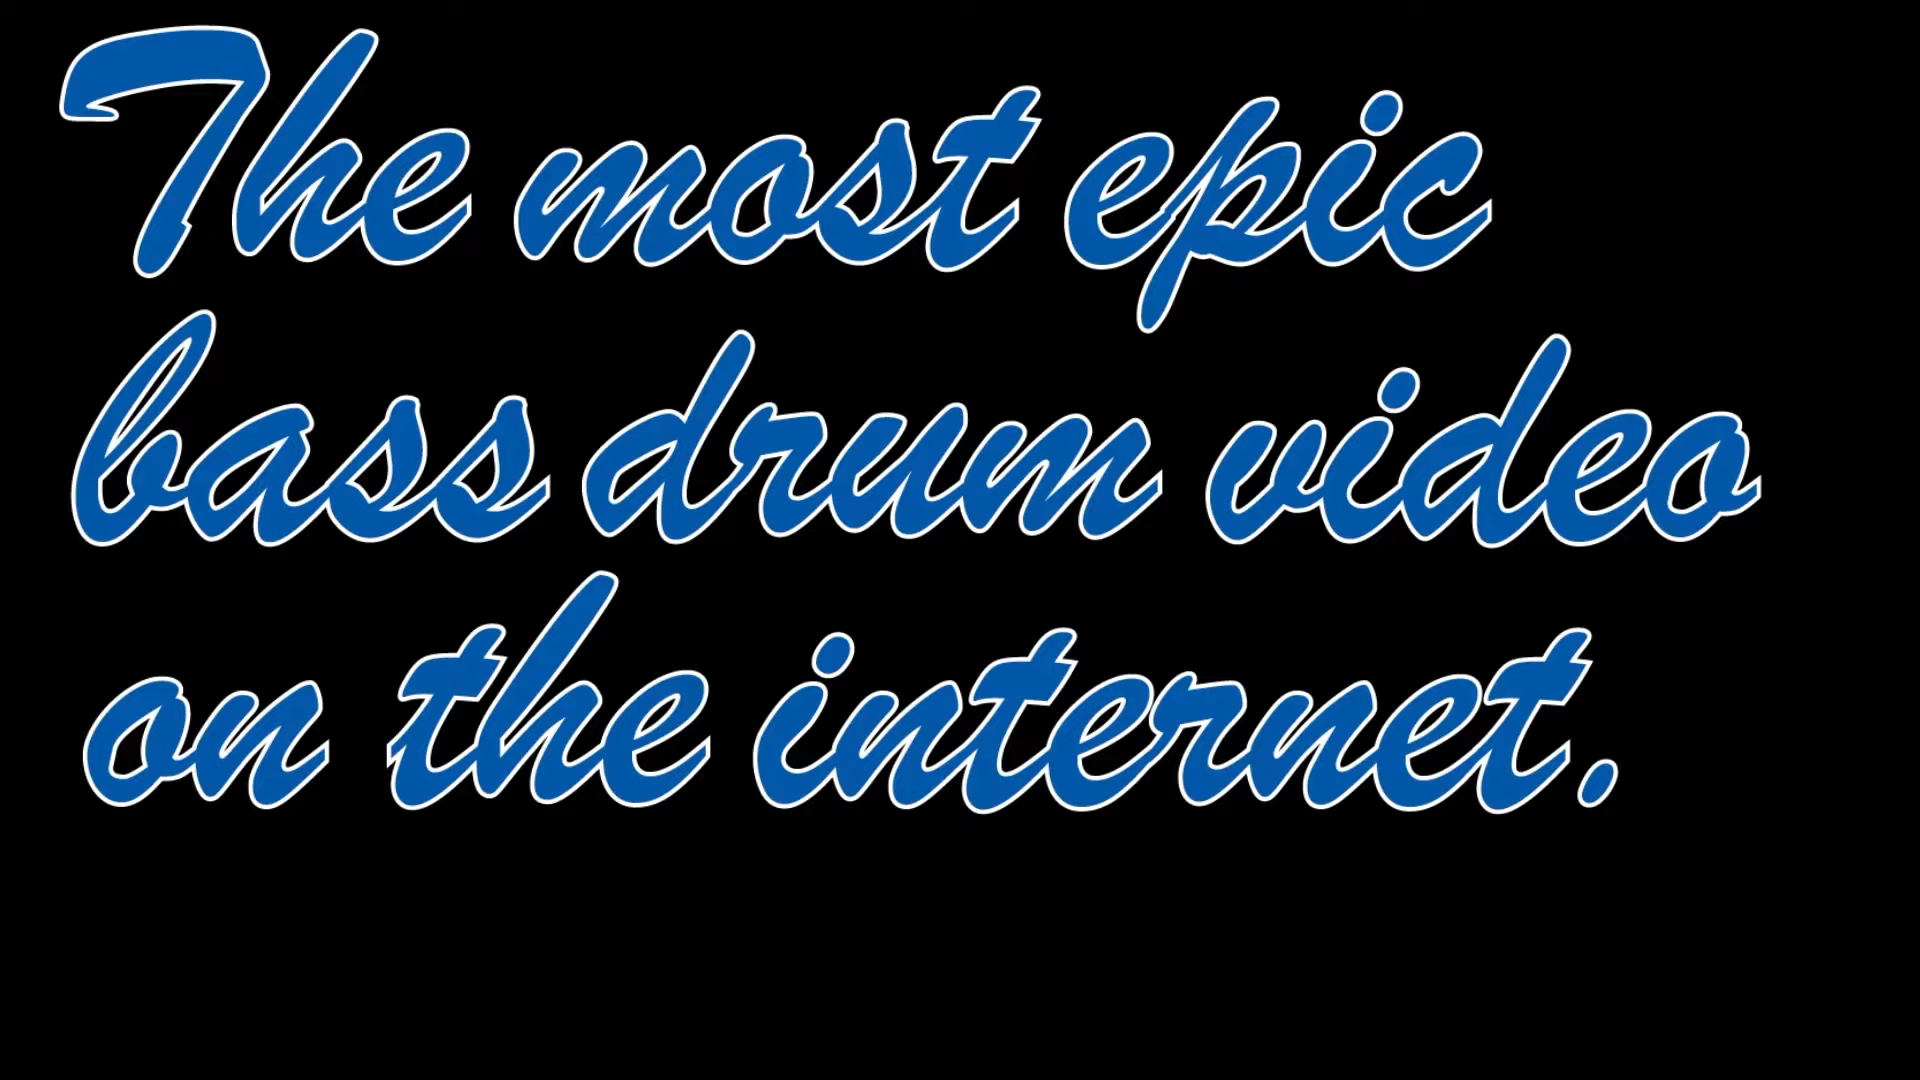 The most epic
bass drum video
on the internet.